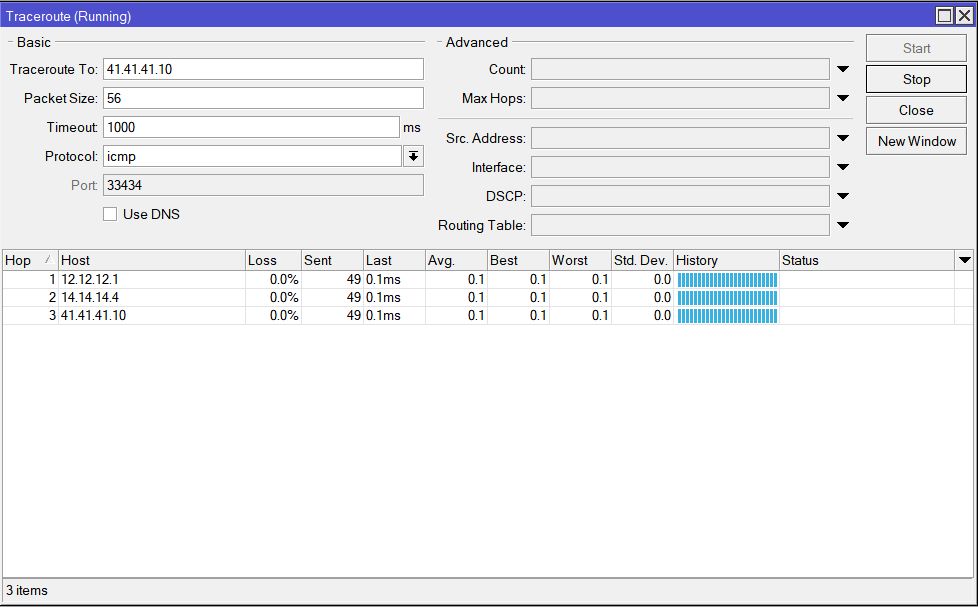 Traceroute (Running)
Basic
Traceroute To: 41.41.41.10
Packet Size: 56
Timeout: 1000 ms
Protocol: icmp
Port: 33434
Use DNS
Advanced
Count:
Max Hops:
Src. Address:
Interface:
DSCP:
Routing Table:
Start
Stop
Close
New Window
Hop Host Loss Sent Last Avg. Best Worst Std. Dev. History Status
1 12.12.12.1 0.0% 49 0.1ms 0.1 0.1 0.1 0.0
2 14.14.14.4 0.0% 49 0.1ms 0.1 0.1 0.1 0.0
3 41.41.41.10 0.0% 49 0.1ms 0.1 0.1 0.1 0.0
3 items